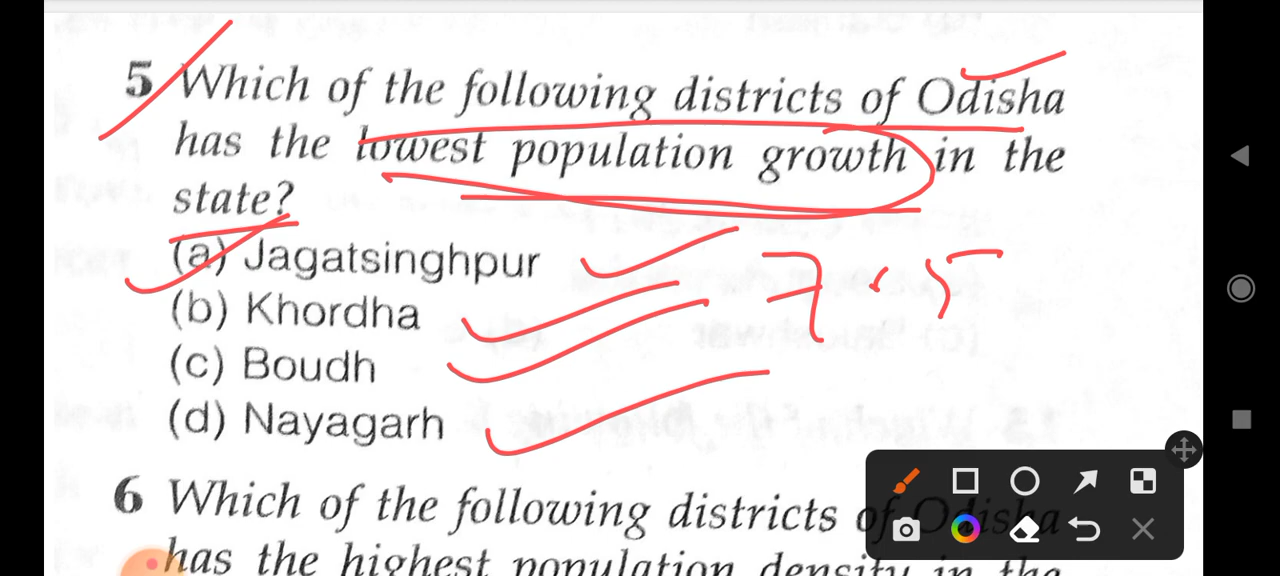 5 Which of the following districts of Odisha
has the lowest population growth in the
state?
(a) Jagatsinghpur
(b) Khordha
(c) Boudh
(d) Nayagarh
7.5
6 Which of the following districts of Odisha
has the highest population density in the